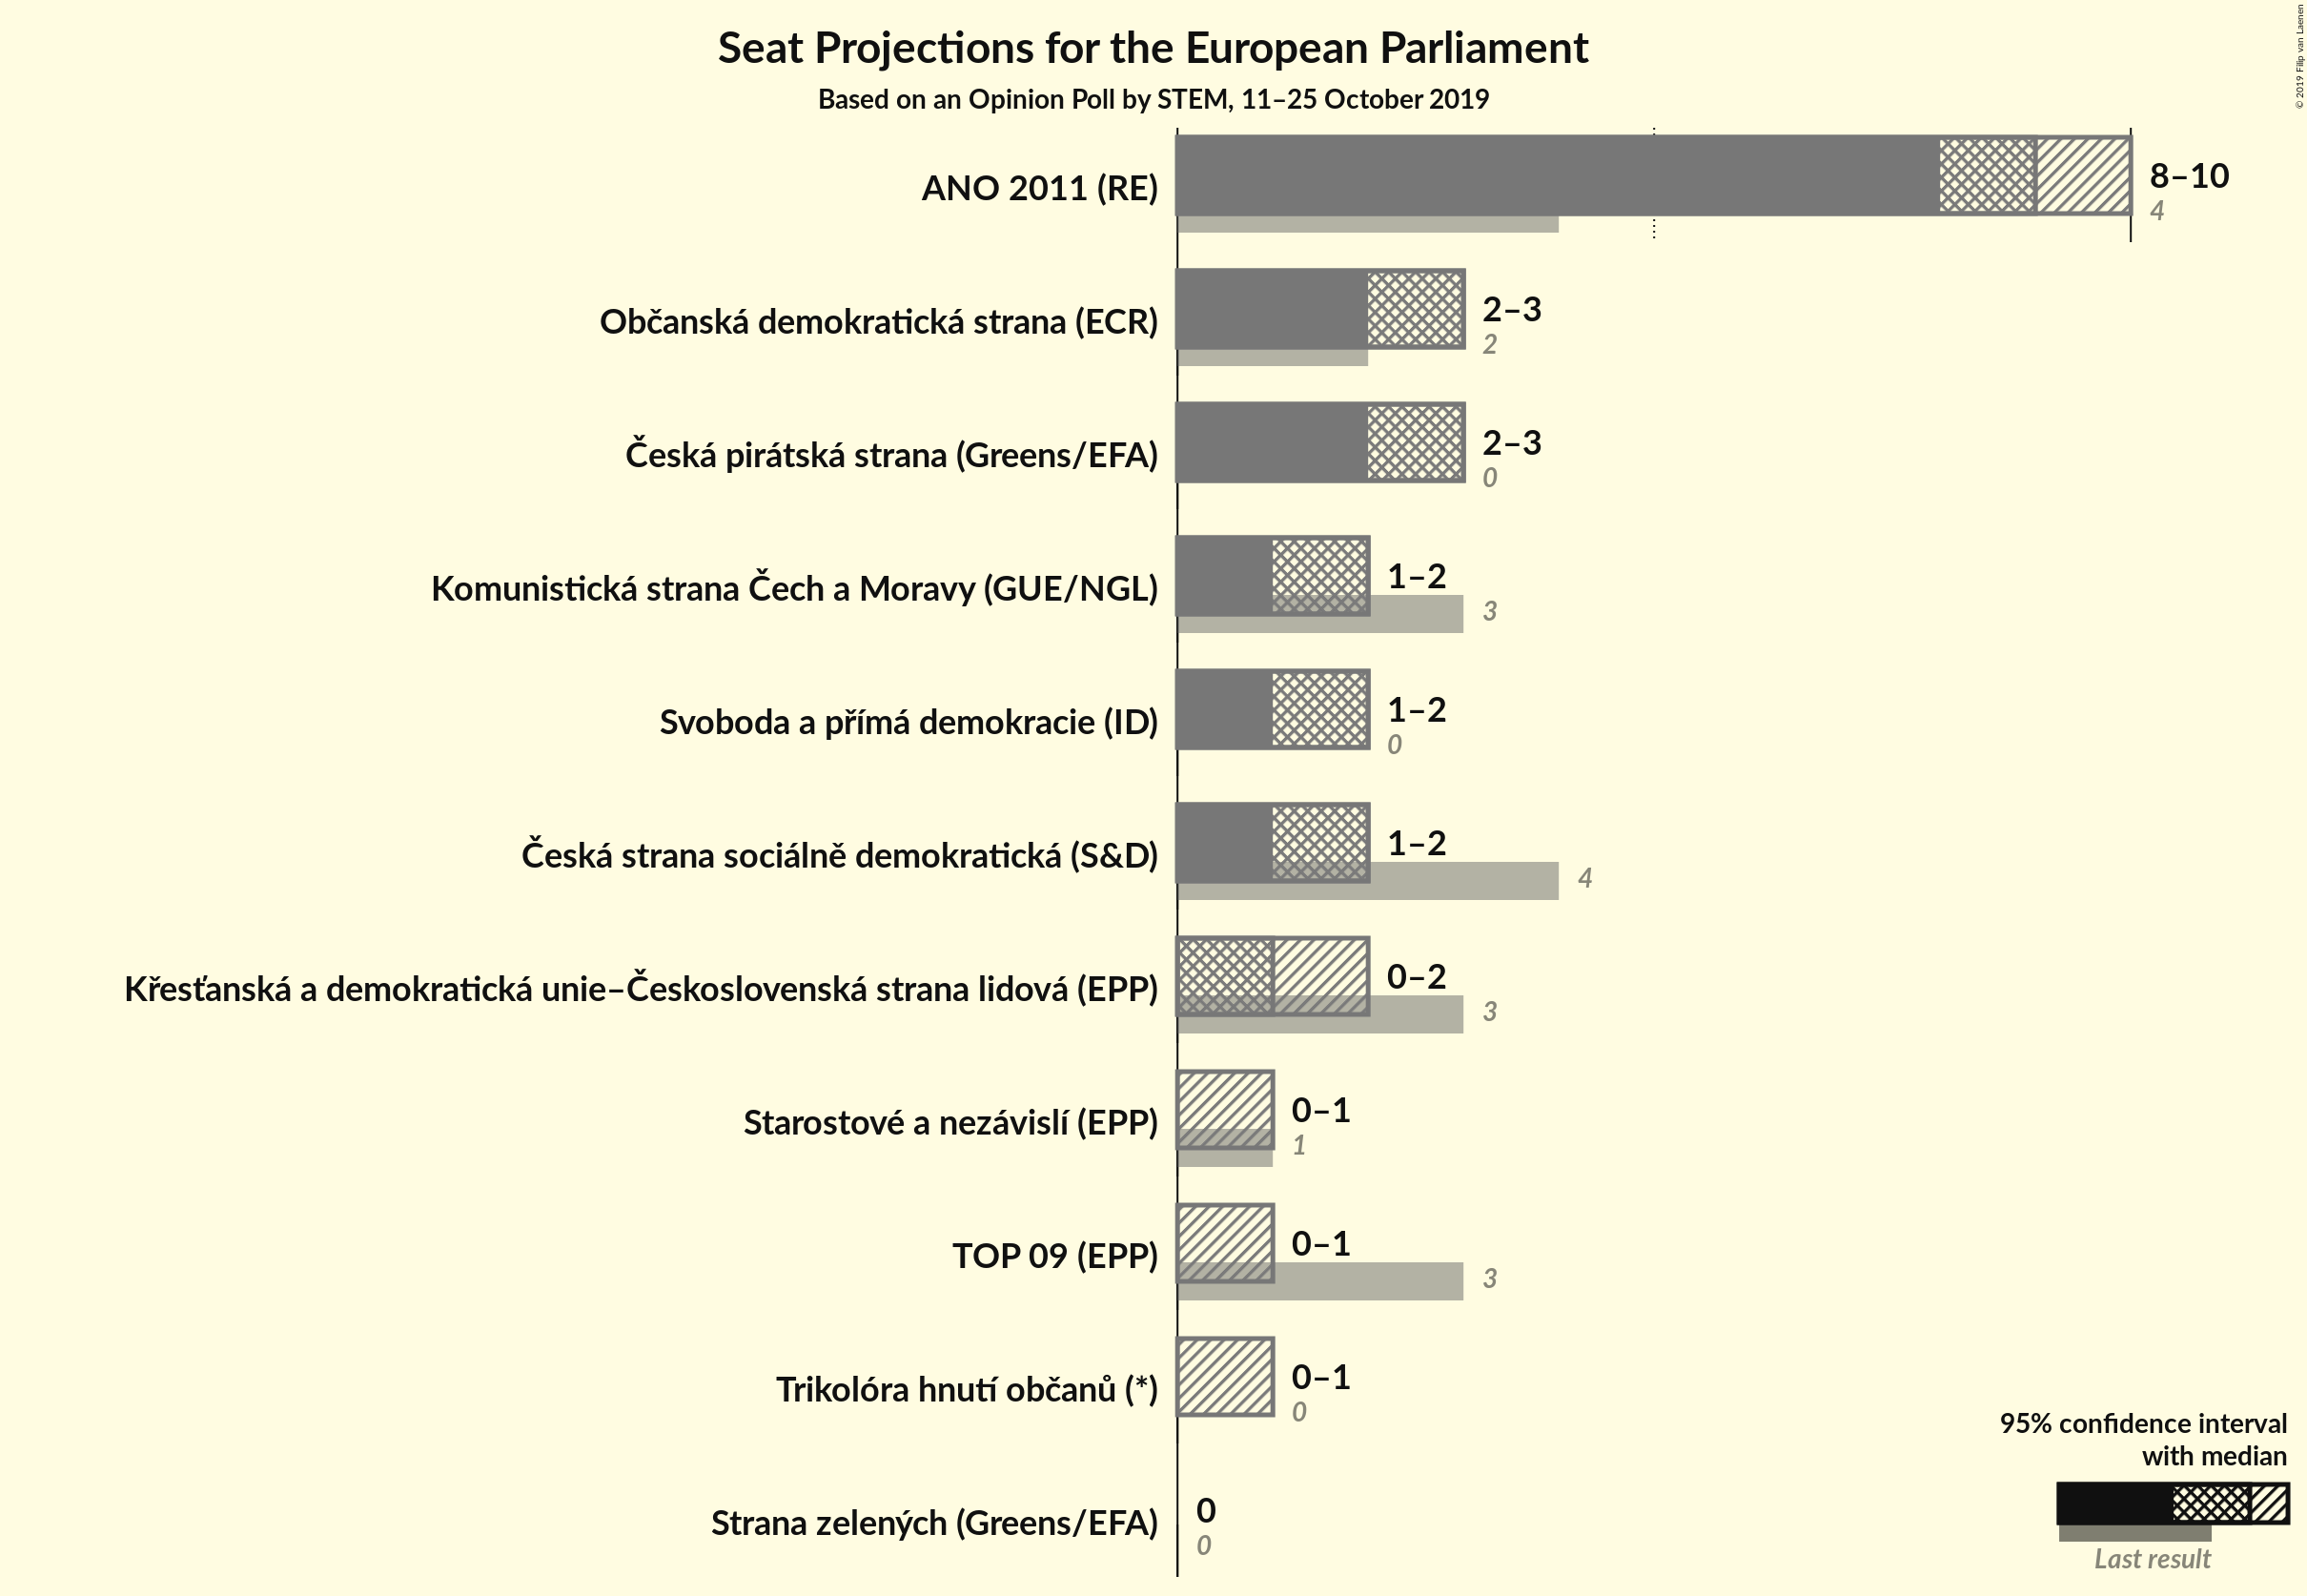 Seat Projections for the European Parliament
Based on an Opinion Poll by STEM, 11–25 October 2019
© 2019 Filip van Laenen
ANO 2011 (RE)
8–10
4
Občanská demokratická strana (ECR)
2–3
2
Česká pirátská strana (Greens/EFA)
2–3
0
Komunistická strana Čech a Moravy (GUE/NGL)
1–2
3
Svoboda a přímá demokracie (ID)
1–2
0
Česká strana sociálně demokratická (S&D)
1–2
4
Křesťanská a demokratická unie–Československá strana lidová (EPP)
0–2
3
Starostové a nezávislí (EPP)
0–1
1
TOP 09 (EPP)
0–1
3
Trikolóra hnutí občanů (*)
0–1
0
Strana zelených (Greens/EFA)
0
0
95% confidence interval
with median
Last result